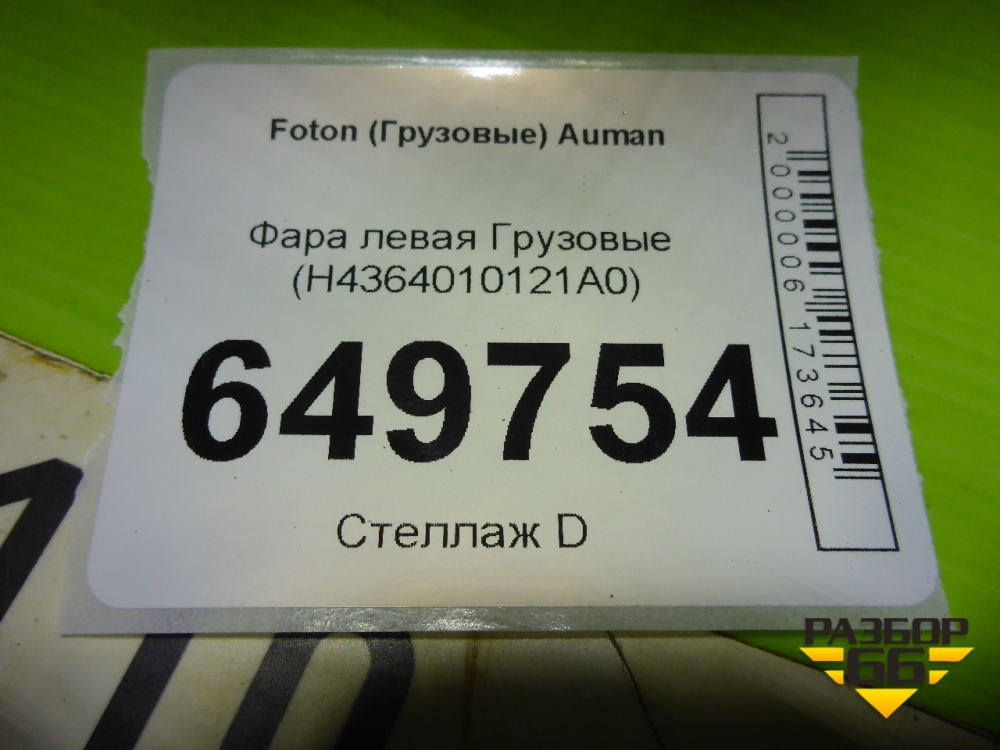 Foton (Грузовые) Auman
Фара левая Грузовые
(H4364010121A0)
649754
Стеллаж D
2000006173645
РАЗБОР
66